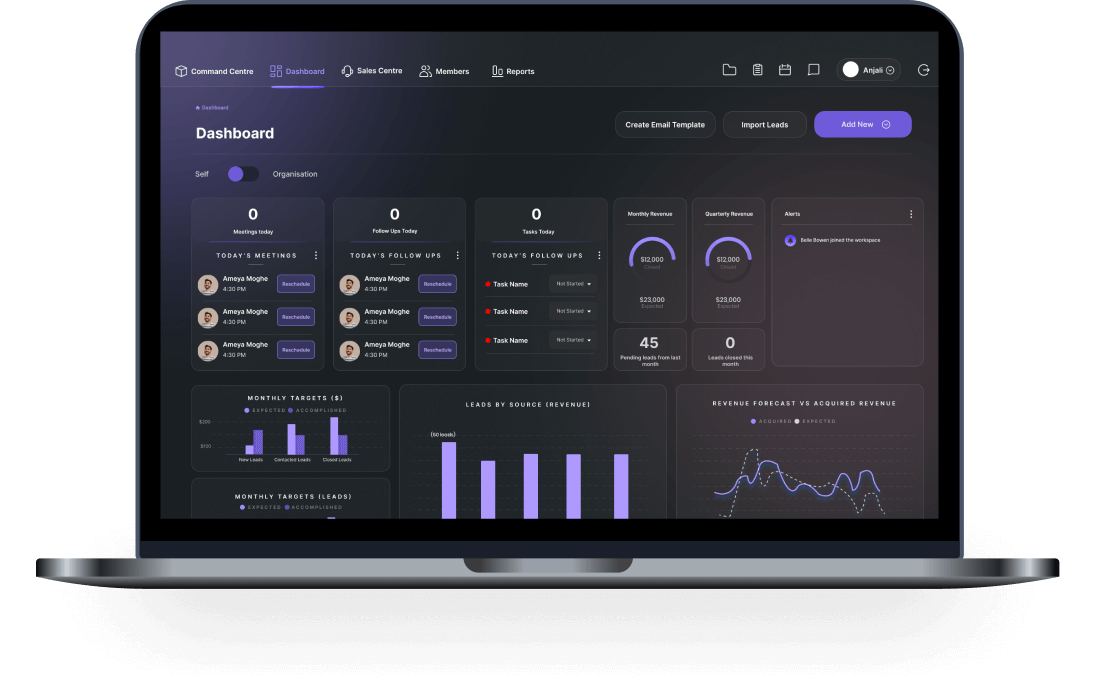 Command Centre
Dashboard
Sales Centre
Members
Reports
Anjali
Dashboard
Dashboard
Create Email Template
Import Leads
Add New
Self
Organisation
0
Meetings today
TODAY'S MEETINGS
Ameya Moghe
4:30 PM
Reschedule
Ameya Moghe
4:30 PM
Reschedule
Ameya Moghe
4:30 PM
Reschedule
0
Follow Ups Today
TODAY'S FOLLOW UPS
Ameya Moghe
4:30 PM
Reschedule
Ameya Moghe
4:30 PM
Reschedule
Ameya Moghe
4:30 PM
Reschedule
0
Tasks Today
TODAY'S FOLLOW UPS
Task Name
Not Started
Task Name
Not Started
Task Name
Not Started
Monthly Revenue
$12,000
Closed
$23,000
Expected
Quarterly Revenue
$12,000
Closed
$23,000
Expected
45
Pending leads from last
month
0
Leads closed this
month
Alerts
Belle Bowen joined the workspace
MONTHLY TARGETS ($)
EXPECTED
ACCOMPLISHED
$200
$100
New Leads
Contacted Leads
Closed Leads
MONTHLY TARGETS (LEADS)
EXPECTED
ACCOMPLISHED
LEADS BY SOURCE (REVENUE)
(50 leads)
REVENUE FORECAST VS ACQUIRED REVENUE
ACQUIRED
EXPECTED